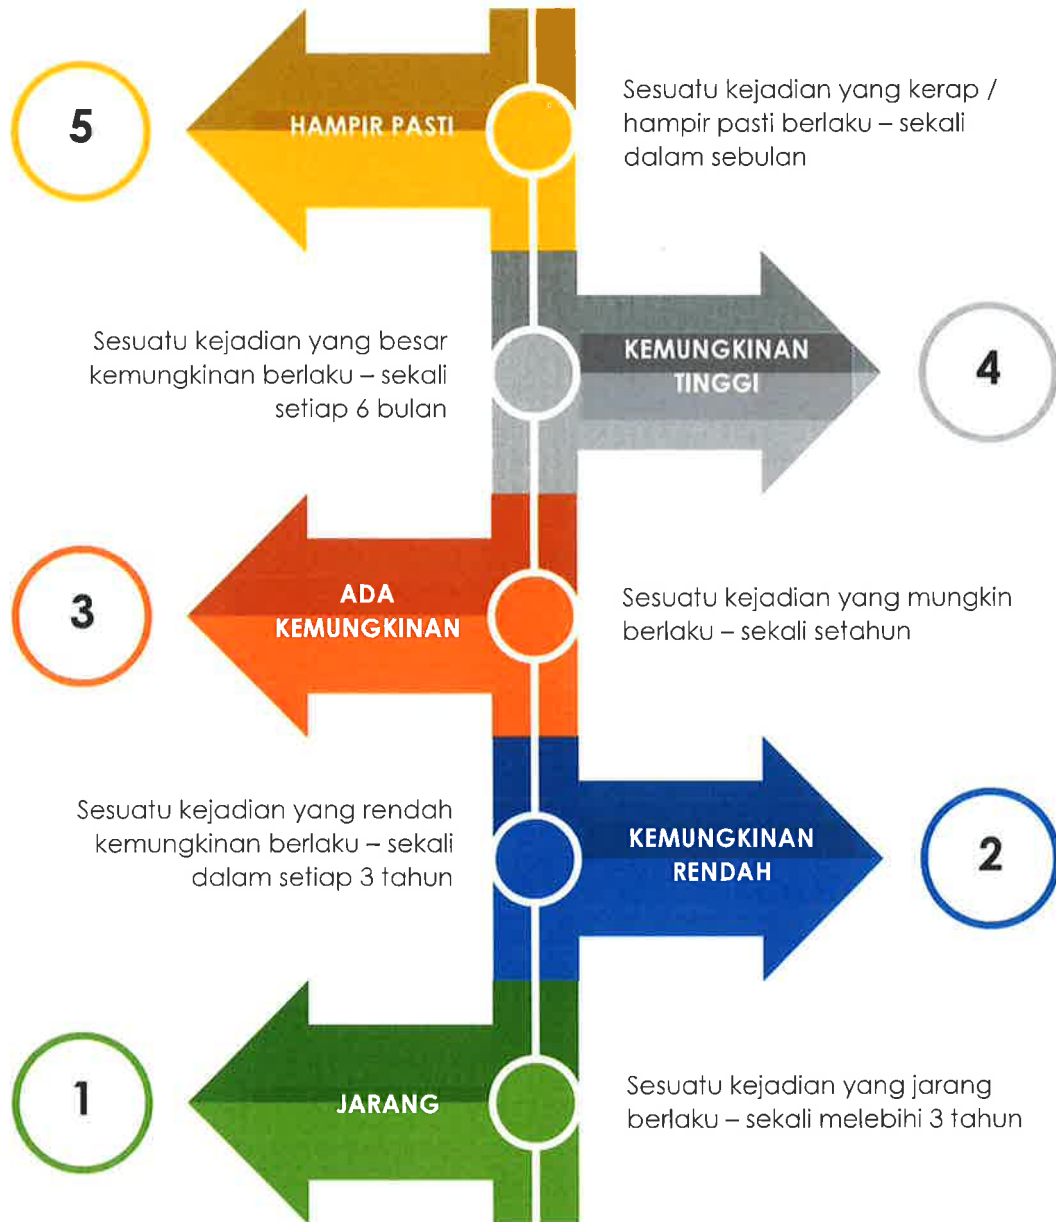 5
HAMPIR PASTI
Sesuatu kejadian yang kerap /
hampir pasti berlaku – sekali
dalam sebulan
Sesuatu kejadian yang besar
kemungkinan berlaku – sekali
setiap 6 bulan
KEMUNGKINAN
TINGGI
4
3
ADA
KEMUNGKINAN
Sesuatu kejadian yang mungkin
berlaku – sekali setahun
Sesuatu kejadian yang rendah
kemungkinan berlaku – sekali
dalam setiap 3 tahun
KEMUNGKINAN
RENDAH
2
1
JARANG
Sesuatu kejadian yang jarang
berlaku – sekali melebihi 3 tahun